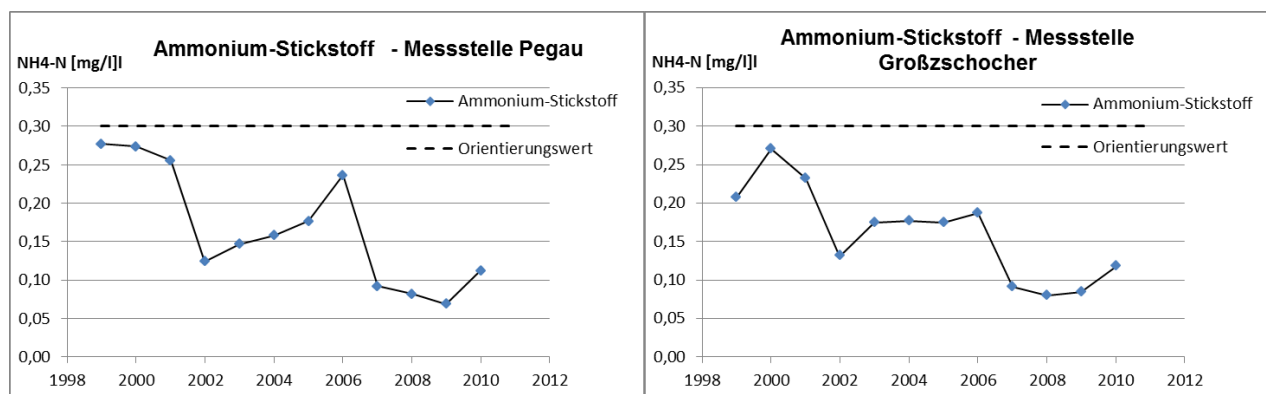 Ammonium-Stickstoff - Messstelle Pegau
NH4-N [mg/l]l
0,35
0,30
0,25
0,20
0,15
0,10
0,05
0,00
1998 2000 2002 2004 2006 2008 2010 2012
Ammonium-Stickstoff
Orientierungswert
Ammonium-Stickstoff - Messstelle
Großzschocher
NH4-N [mg/l]l
0,35
0,30
0,25
0,20
0,15
0,10
0,05
0,00
1998 2000 2002 2004 2006 2008 2010 2012
Ammonium-Stickstoff
Orientierungswert